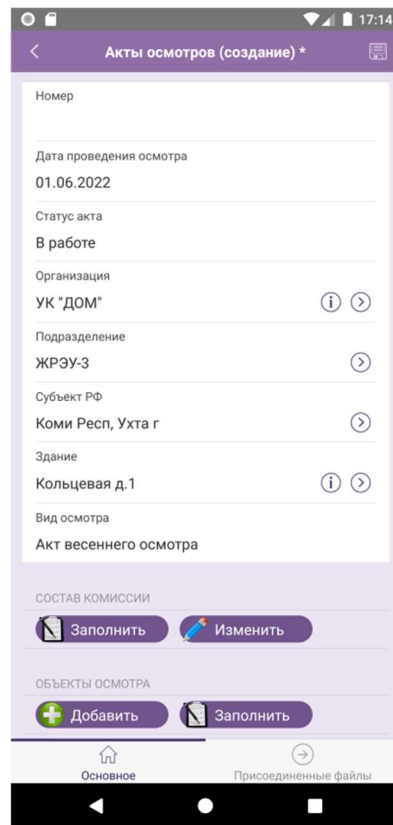 17:14
Акты осмотров (создание) *
Номер
Дата проведения осмотра
01.06.2022
Статус акта
В работе
Организация
УК "ДОМ"
Подразделение
ЖРЭУ-3
Субъект РФ
Коми Респ, Ухта г
Здание
Кольцевая д.1
Вид осмотра
Акт весеннего осмотра
СОСТАВ КОМИССИИ
Заполнить Изменить
ОБЪЕКТЫ ОСМОТРА
Добавить Заполнить
Основное Присоединенные файлы